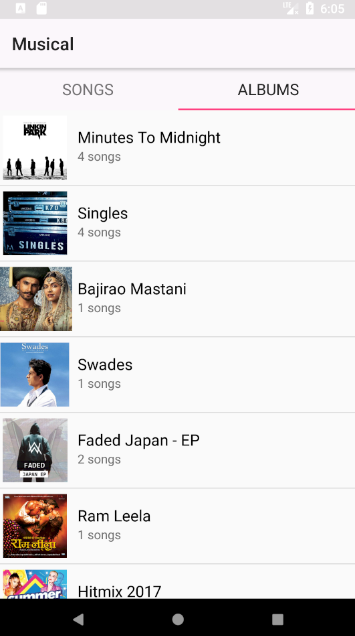 6:05
Musical
SONGS
ALBUMS
LINKIN
PARK
Minutes To Midnight
4 songs
SINGLES
Singles
4 songs
Bajirao Mastani
1 songs
Swades
Swades
1 songs
FADED
JAPAN EP
Faded Japan - EP
2 songs
राम लीला
Ram Leela
1 songs
summer
Hitmix 2017